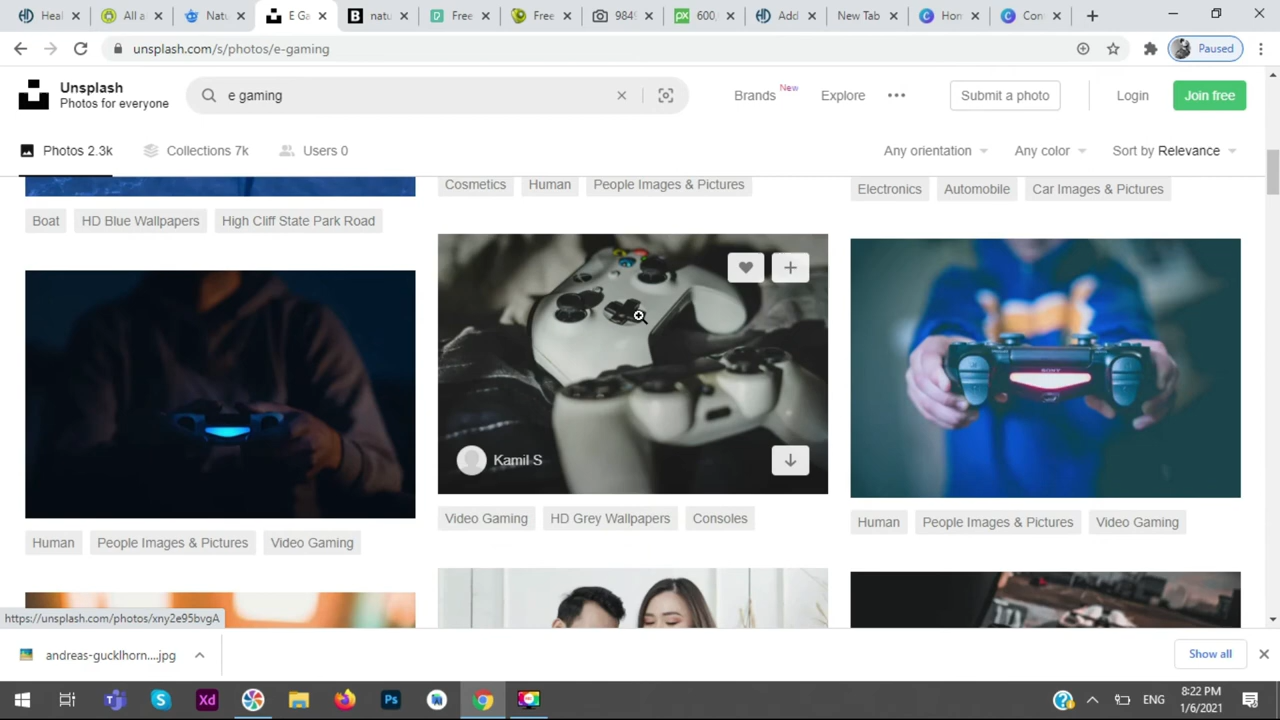 Heal
All a
Natu
E Ga
natu
Free
Free
9849
600,
Add
New Tab
Hom
Con
unsplash.com/s/photos/e-gaming
Paused
Unsplash
Photos for everyone
e gaming
Brands New
Explore
Submit a photo
Login
Join free
Photos 2.3k
Collections 7k
Users 0
Any orientation
Any color
Sort by Relevance
Boat
HD Blue Wallpapers
High Cliff State Park Road
Cosmetics
Human
People Images & Pictures
Electronics
Automobile
Car Images & Pictures
Kamil S
SONY
Video Gaming
HD Grey Wallpapers
Consoles
Human
People Images & Pictures
Video Gaming
Human
People Images & Pictures
Video Gaming
https://unsplash.com/photos/xny2e95bvgA
andreas-gucklhorn....jpg
Show all
Xd
Ps
ENG
8:22 PM
1/6/2021